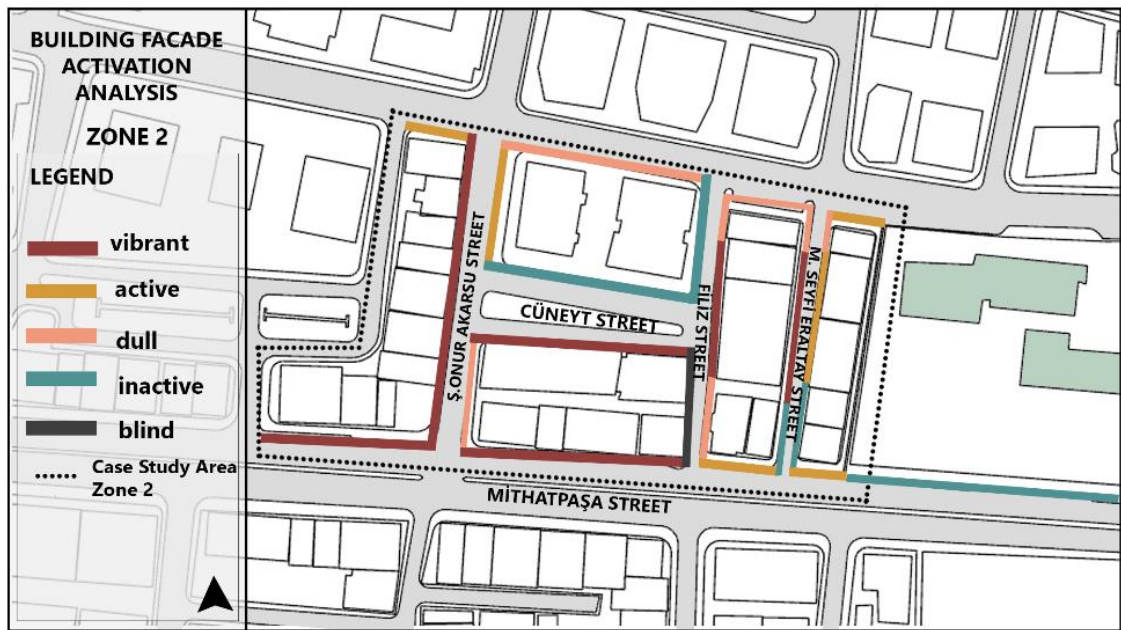 BUILDING FACADE
ACTIVATION
ANALYSIS
ZONE 2
LEGEND
vibrant
active
dull
inactive
blind
Case Study Area
Zone 2
Ş.ONUR AKARSU STREET
CÜNEYT STREET
FİLİZ STREET
M. SEYFİ ERALTAY STREET
MİTHATPAŞA STREET